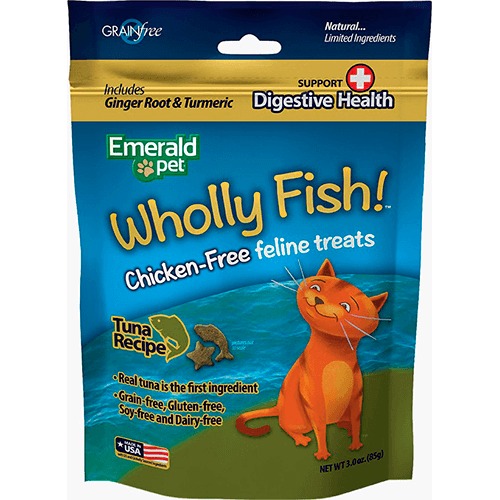 GRAINfree
Natural...
Limited Ingredients
Includes
Ginger Root & Turmeric
SUPPORT
Digestive Health
Emerald
pet
Wholly Fish!™
Chicken-Free feline treats
Tuna
Recipe
• Real tuna is the first ingredient
• Grain-free, Gluten-free,
Soy-free and Dairy-free
MADE IN
USA
NET WT 3.0 oz. (85g)